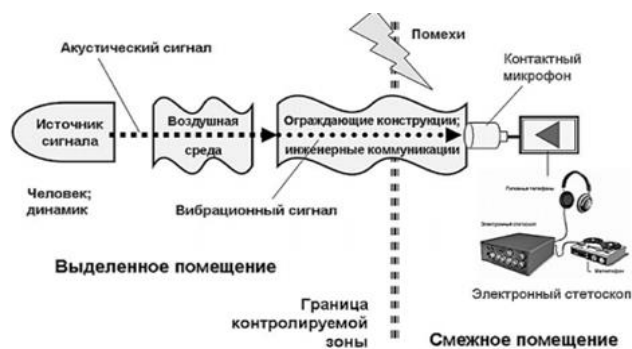 Акустический сигнал
Помехи
Контактный
микрофон
Источник
сигнала
Воздушная
среда
Ограждающие конструкции;
инженерные коммуникации
Человек;
динамик
Вибрационный сигнал
Головные телефоны
Электронный стетоскоп
Магнитофон
Электронный стетоскоп
Выделенное помещение
Граница
контролируемой
зоны
Смежное помещение